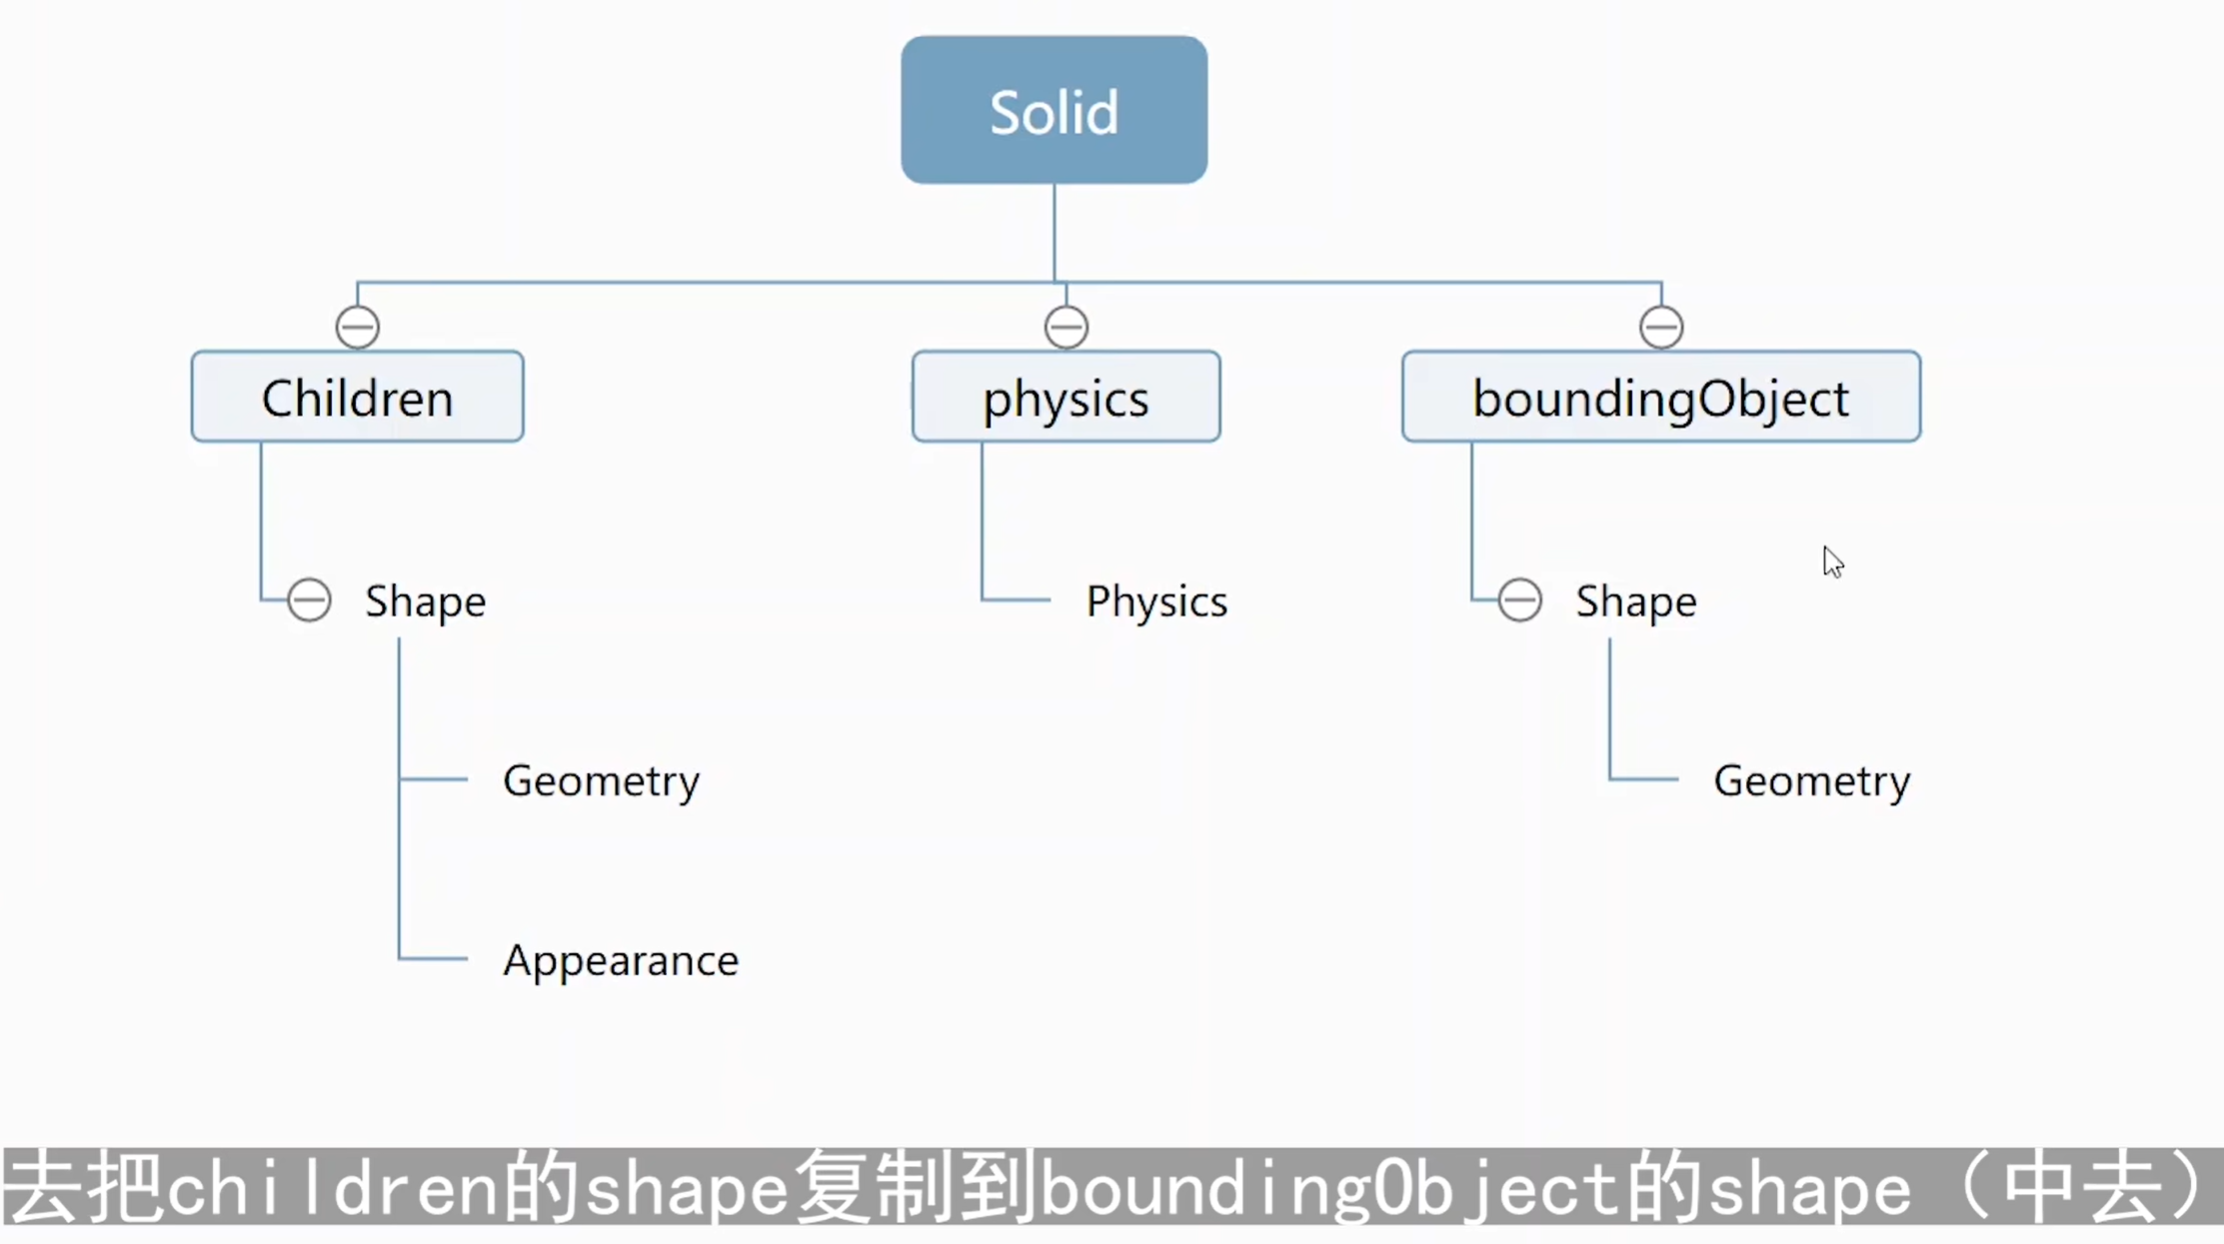 Solid
Children
physics
boundingObject
Shape
Physics
Shape
Geometry
Geometry
Appearance
去把children的shape复制到boundingObject的shape（中去）